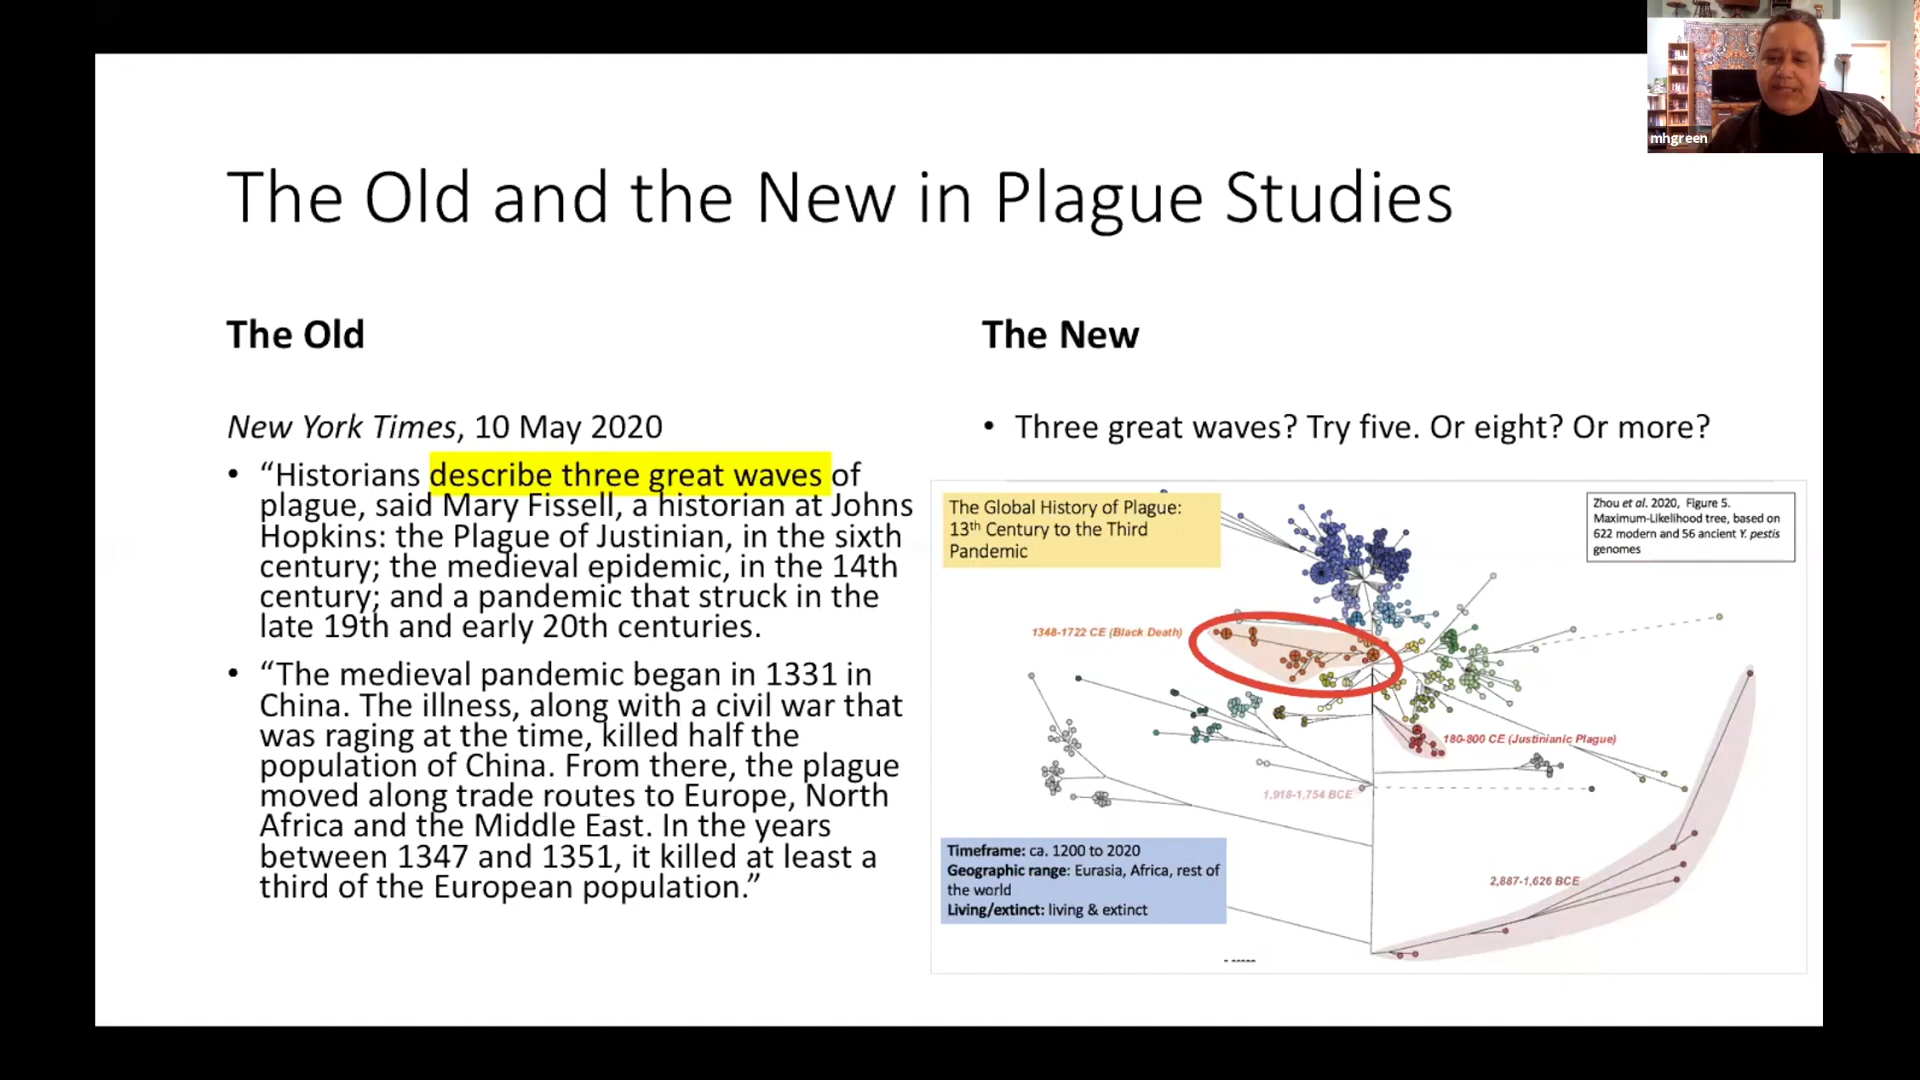 mhgreen
The Old and the New in Plague Studies
The Old
New York Times, 10 May 2020
• “Historians describe three great waves of
plague, said Mary Fissell, a historian at Johns
Hopkins: the Plague of Justinian, in the sixth
century; the medieval epidemic, in the 14th
century; and a pandemic that struck in the
late 19th and early 20th centuries.
• “The medieval pandemic began in 1331 in
China. The illness, along with a civil war that
was raging at the time, killed half the
population of China. From there, the plague
moved along trade routes to Europe, North
Africa and the Middle East. In the years
between 1347 and 1351, it killed at least a
third of the European population.”
The New
• Three great waves? Try five. Or eight? Or more?
The Global History of Plague:
13th Century to the Third
Pandemic
Zhou et al. 2020, Figure 5.
Maximum-Likelihood tree, based on
622 modern and 56 ancient Y. pestis
genomes
1348-1722 CE (Black Death)
180-800 CE (Justinianic Plague)
1,918-1,754 BCE
2,887-1,626 BCE
Timeframe: ca. 1200 to 2020
Geographic range: Eurasia, Africa, rest of
the world
Living/extinct: living & extinct